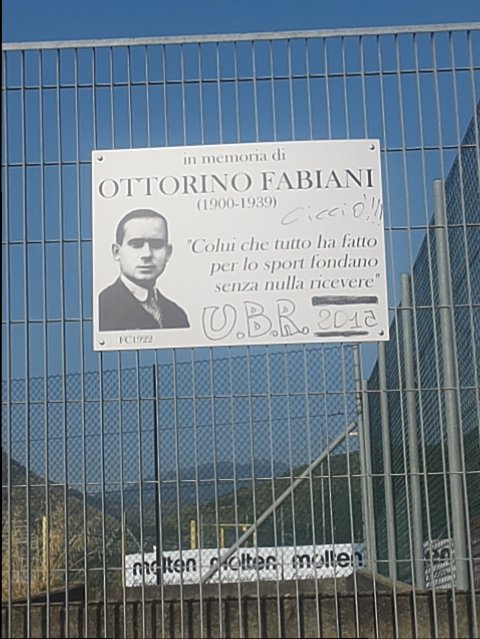 in memoria di
OTTORINO FABIANI
(1900-1939)
ciccio!!!
"Colui che tutto ha fatto
per lo sport fondano
senza nulla ricevere"
U.B.R. 2015
FC1922
molten molten molten